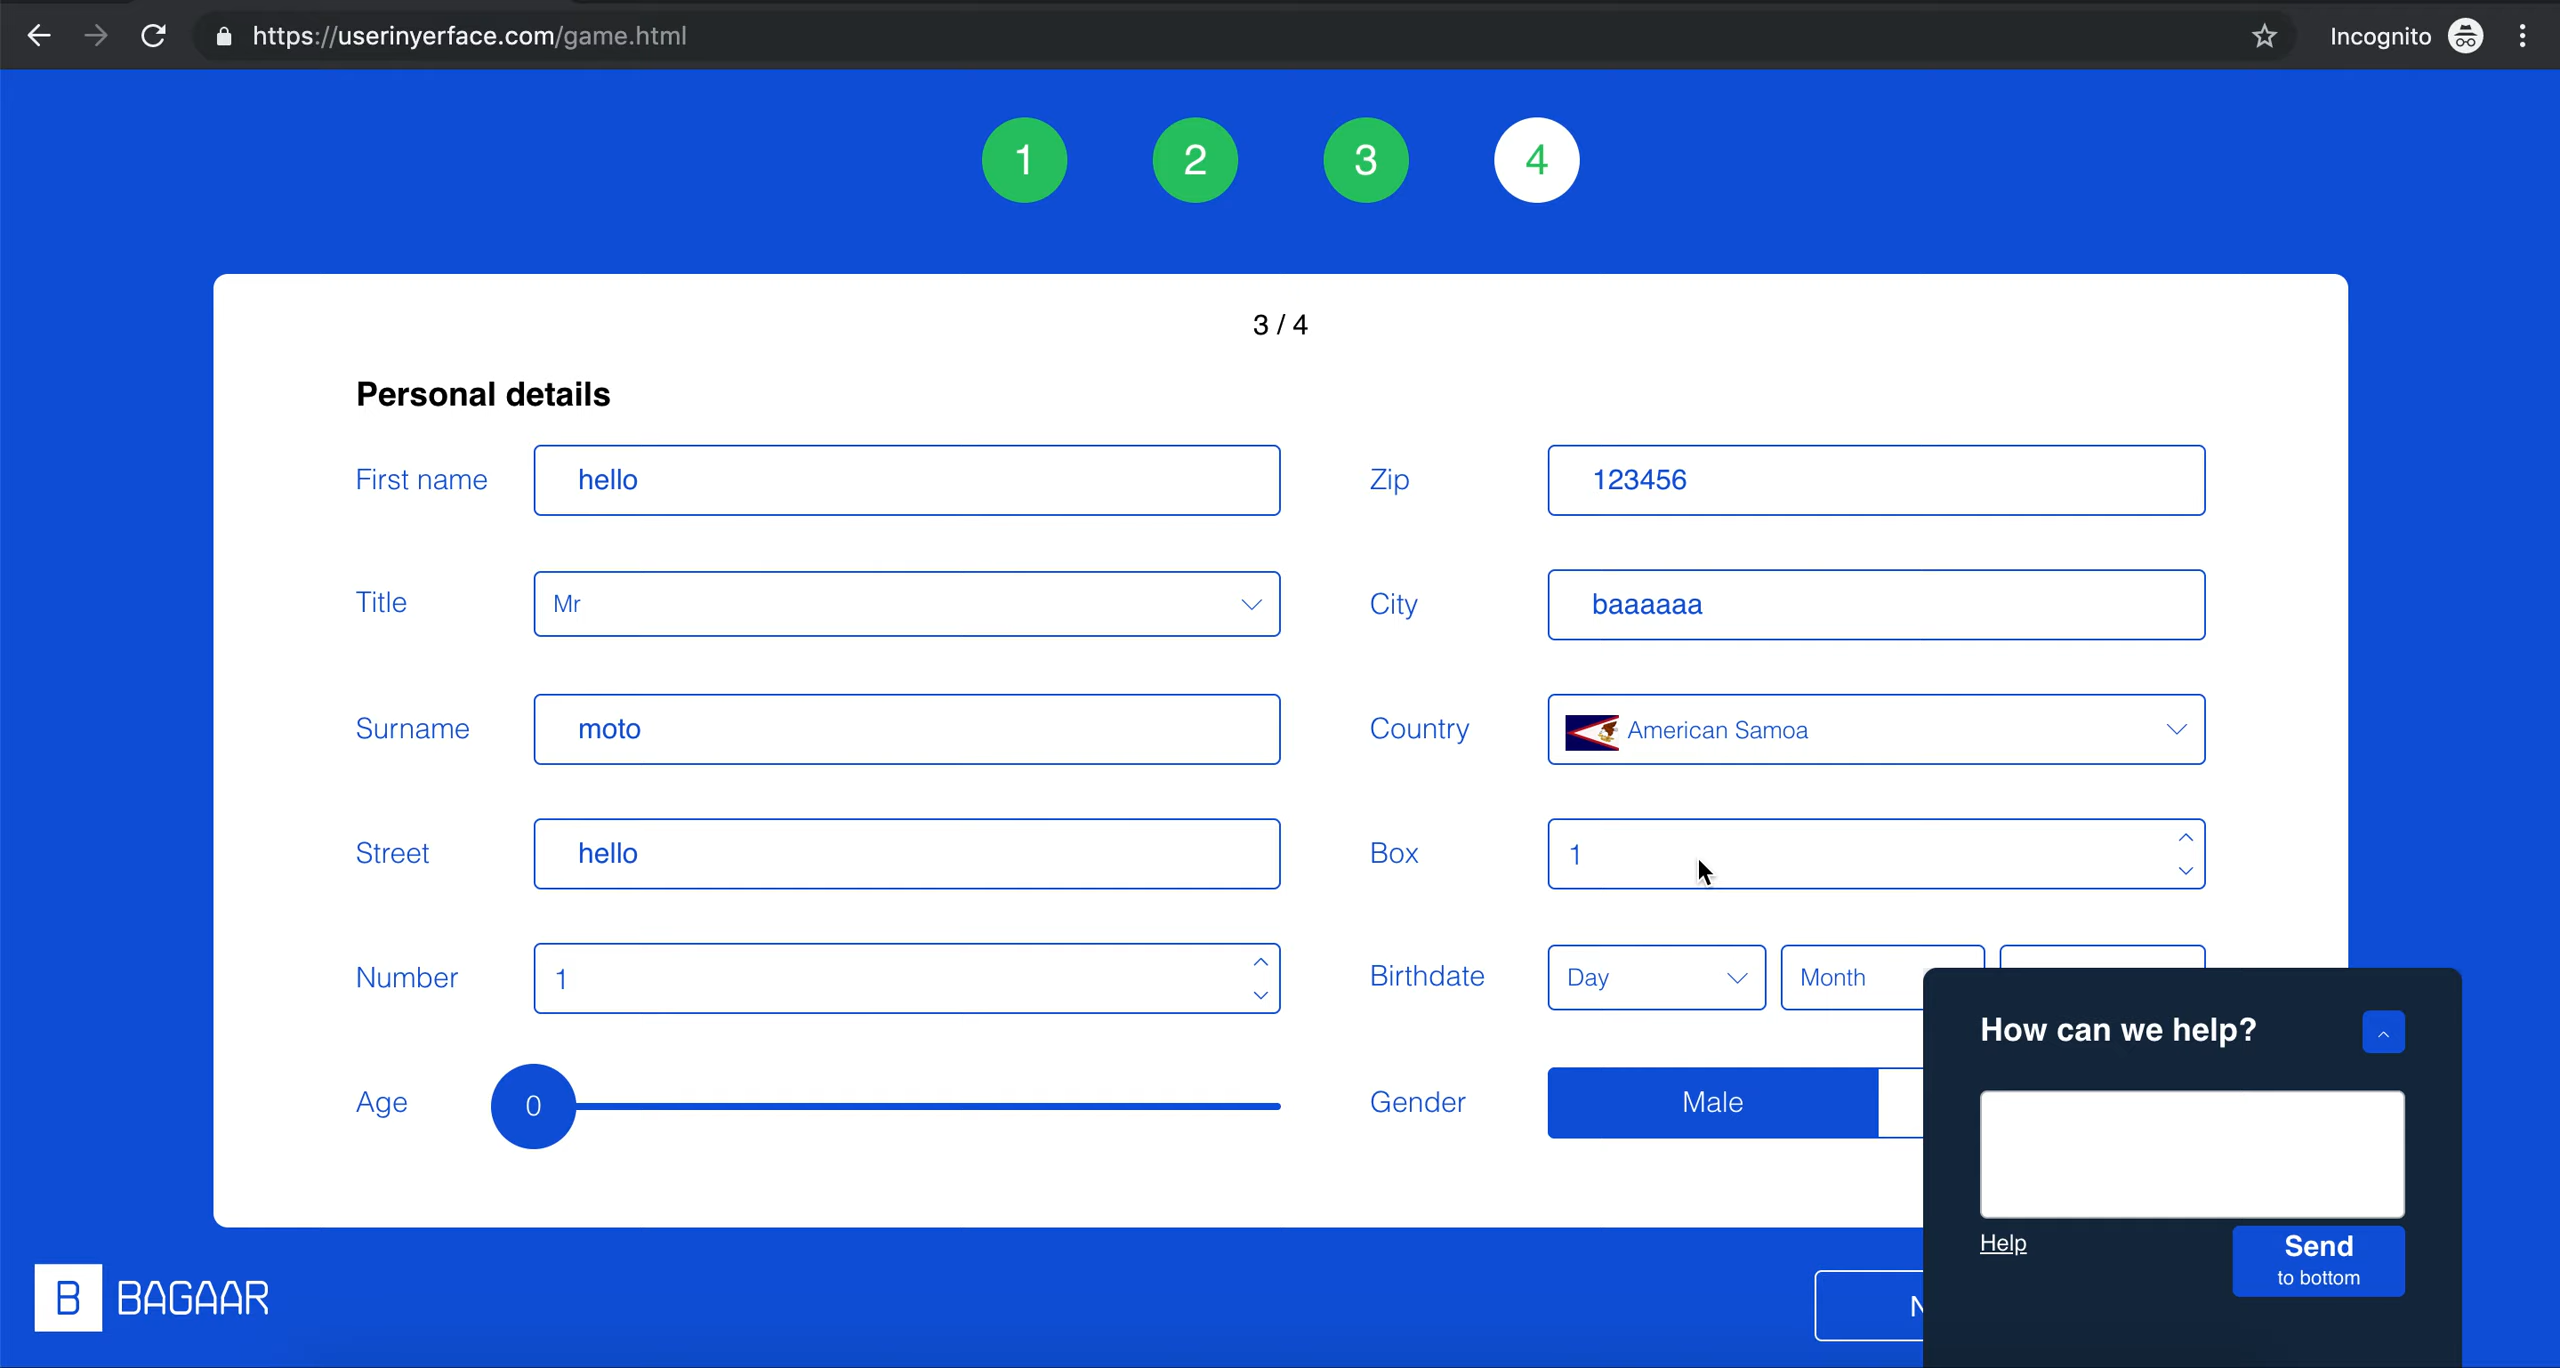 https://userinyerface.com/game.html
Incognito
1 2 3 4
3 / 4
Personal details
First name hello
Zip 123456
Title Mr
City baaaaaa
Surname moto
Country American Samoa
Street hello
Box 1
Number 1
Birthdate Day Month
Age 0
Gender Male
How can we help?
Help
Send
to bottom
B BAGAAR